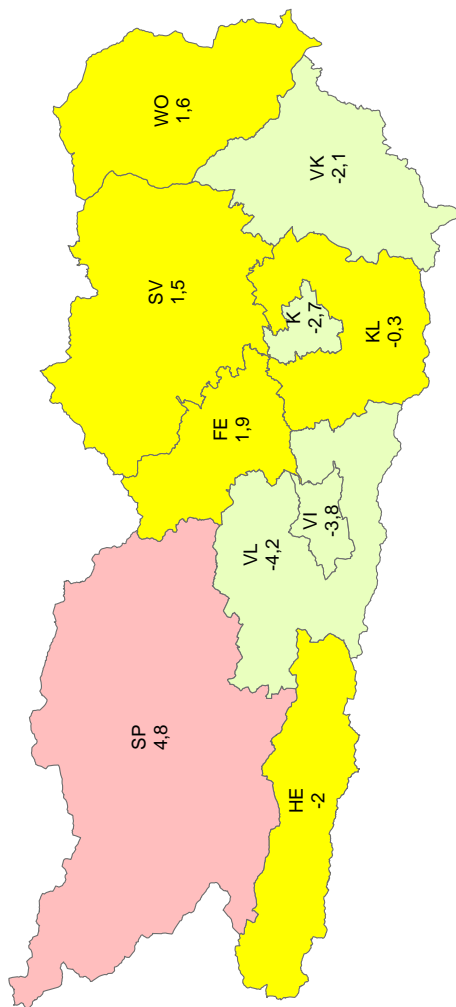 SP
4,8
HE
-2
VL
-4,2
VI
-3,8
FE
1,9
SV
1,5
K
-2,7
KL
-0,3
WO
1,6
VK
-2,1